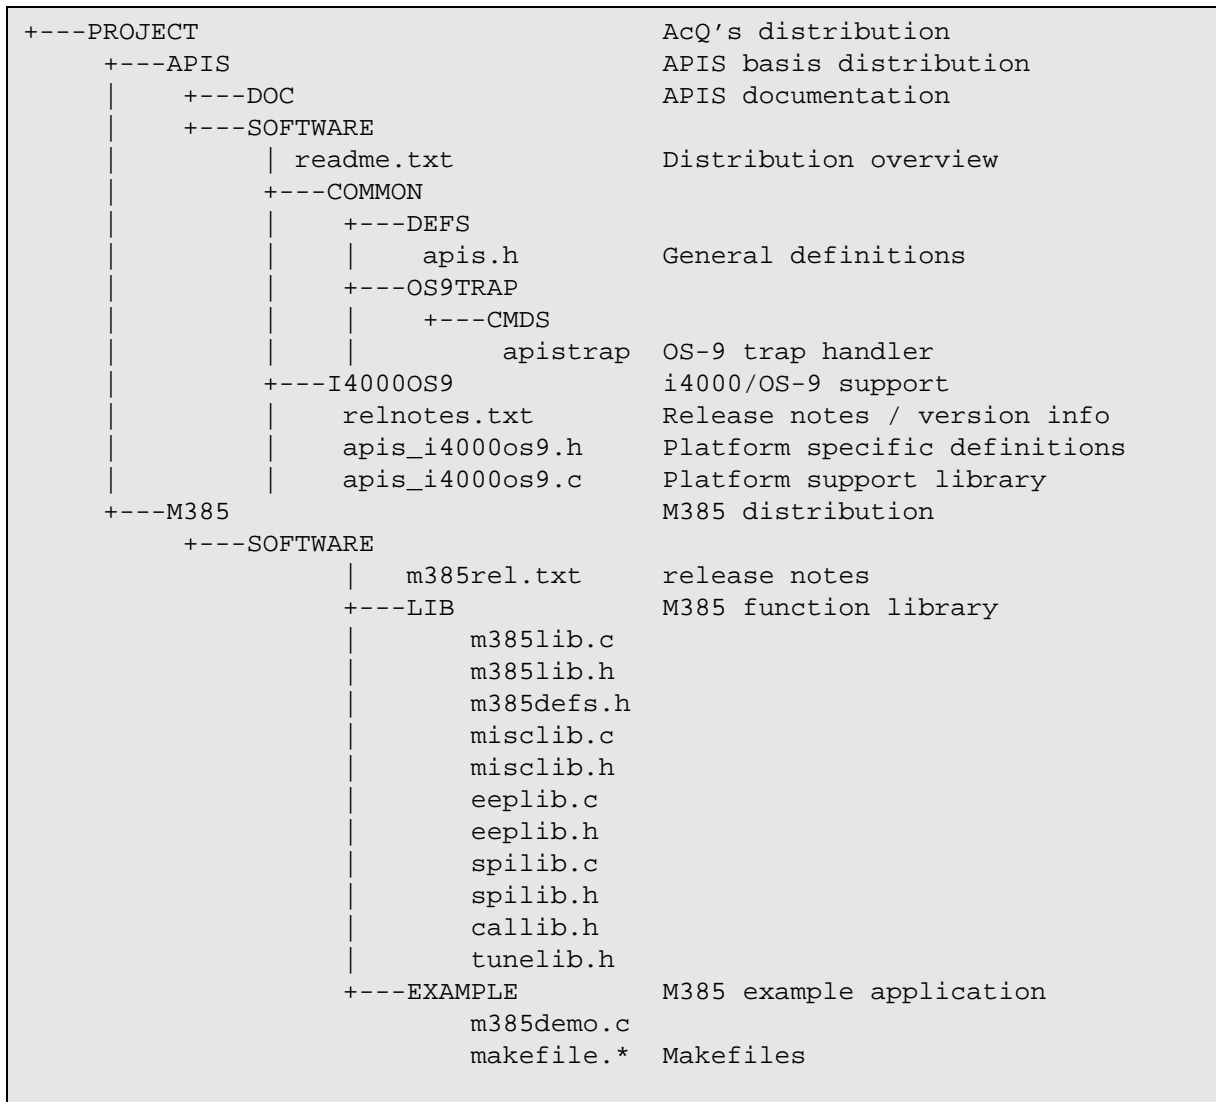 +---PROJECT                             AcQ's distribution
     +---APIS                           APIS basis distribution
     |    +---DOC                       APIS documentation
     |    +---SOFTWARE
     |         | readme.txt             Distribution overview
     |         +---COMMON
     |         |    +---DEFS
     |         |    |    apis.h         General definitions
     |         |    +---OS9TRAP
     |         |    |    +---CMDS
     |         |    |         apistrap  OS-9 trap handler
     |         +---I4000OS9             i4000/OS-9 support
     |         |    relnotes.txt        Release notes / version info
     |         |    apis_i4000os9.h     Platform specific definitions
     |         |    apis_i4000os9.c     Platform support library
     +---M385                           M385 distribution
          +---SOFTWARE
                    |   m385rel.txt     release notes
                    +---LIB             M385 function library
                    |       m385lib.c
                    |       m385lib.h
                    |       m385defs.h
                    |       misclib.c
                    |       misclib.h
                    |       eeplib.c
                    |       eeplib.h
                    |       spilib.c
                    |       spilib.h
                    |       callib.h
                    |       tunelib.h
                    +---EXAMPLE         M385 example application
                            m385demo.c
                            makefile.*  Makefiles